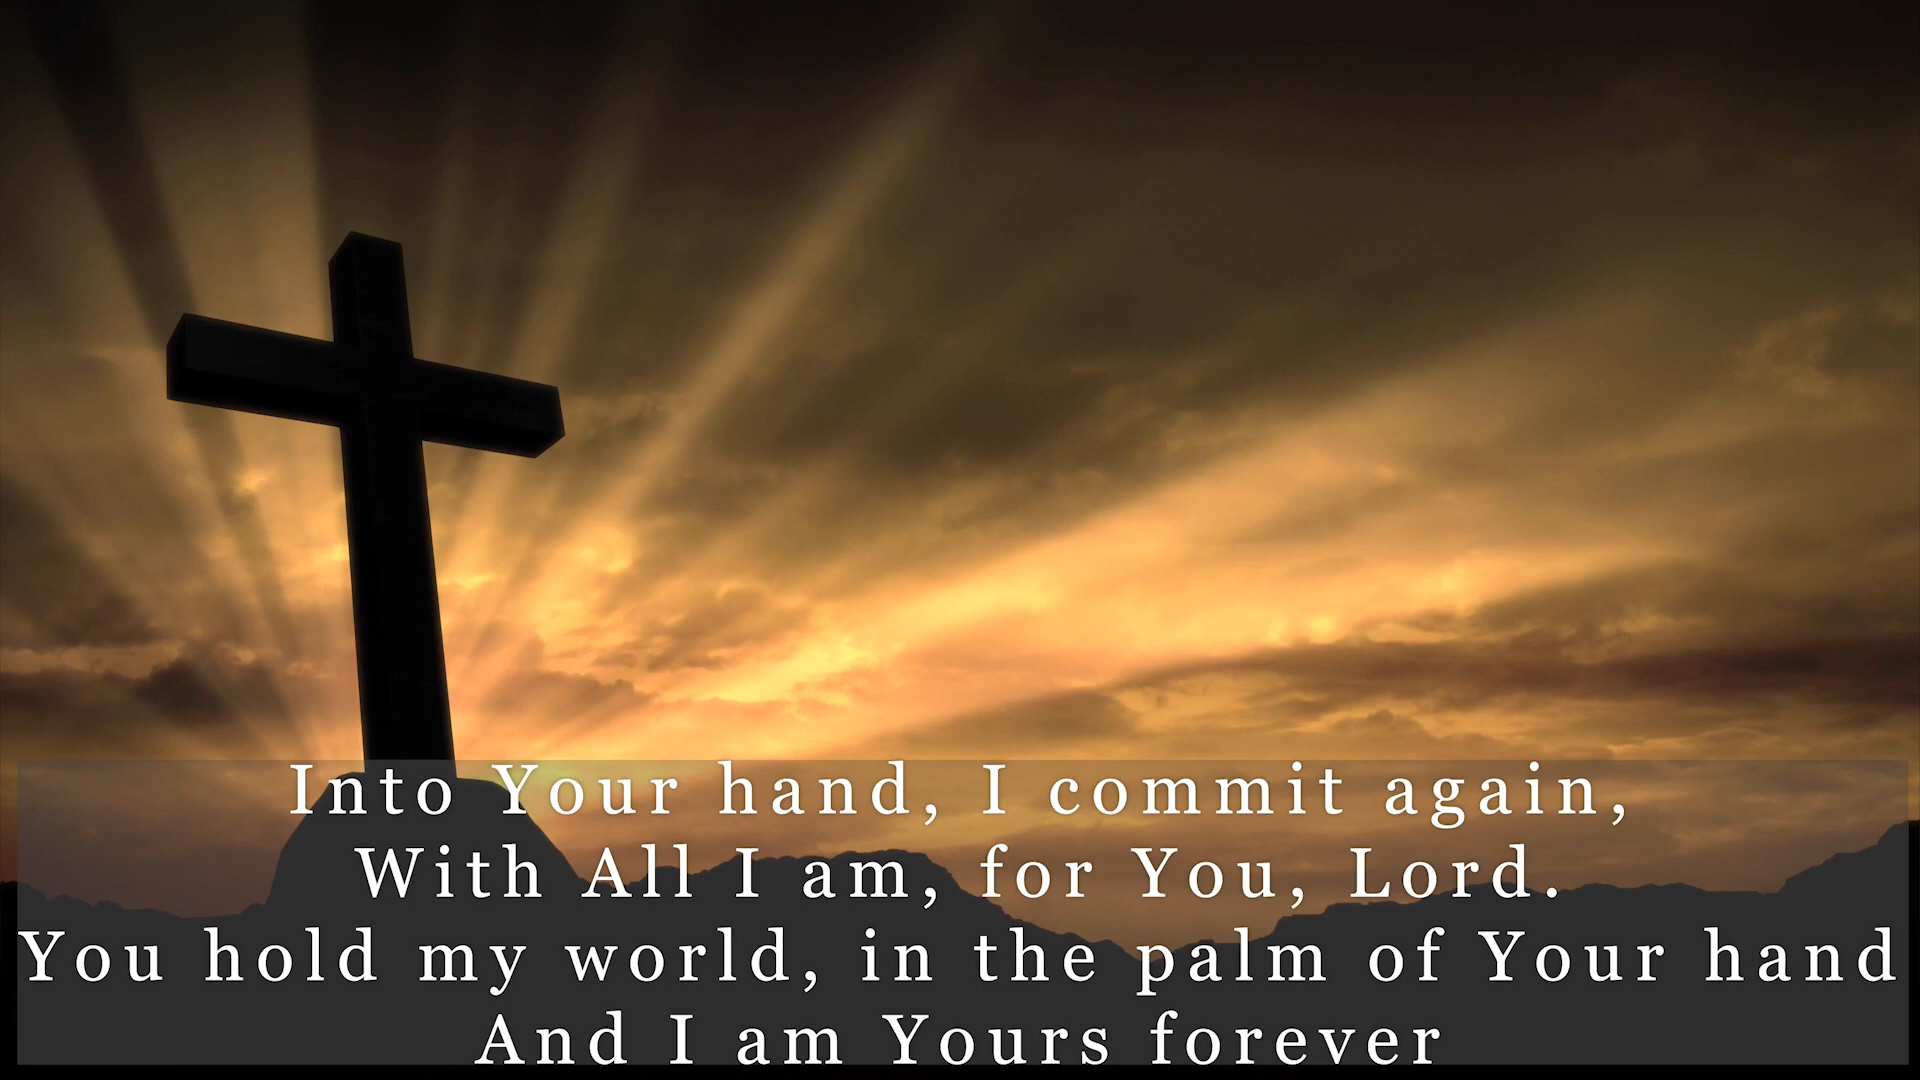 Into Your hand, I commit again,
With All I am, for You, Lord.
You hold my world, in the palm of Your hand
And I am Yours forever